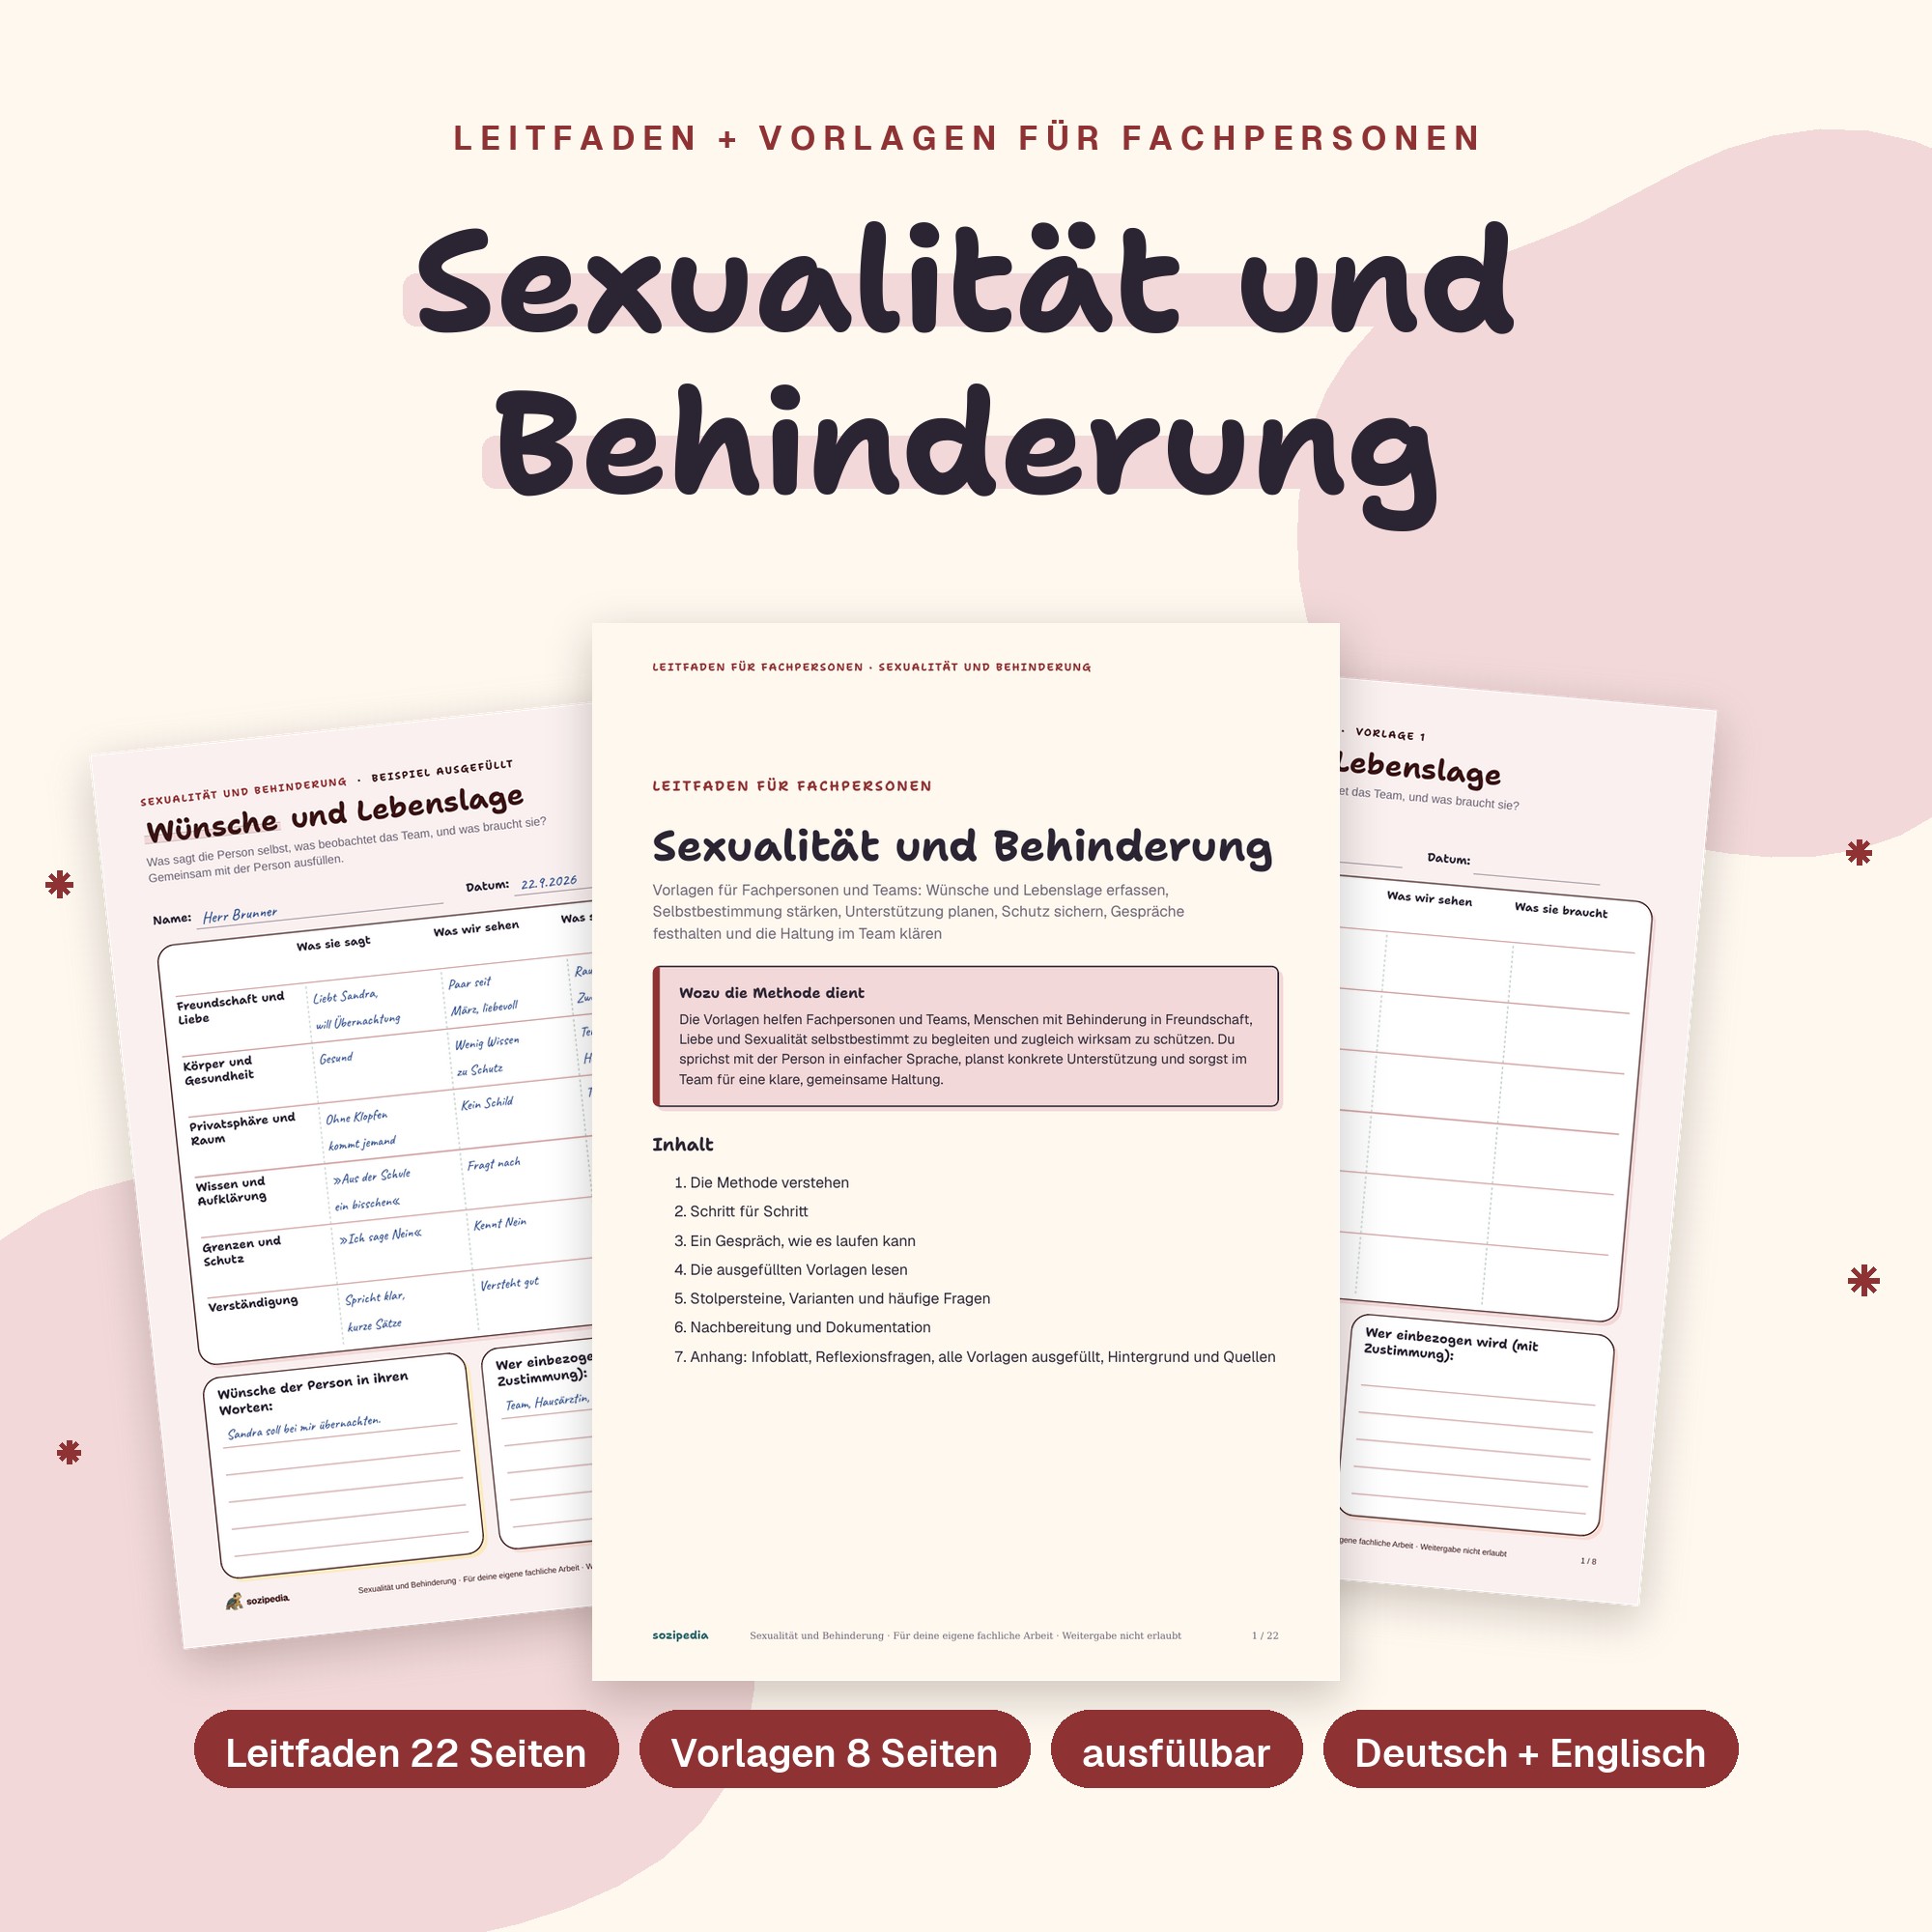 LEITFADEN + VORLAGEN FÜR FACHPERSONEN
Sexualität und
Behinderung
SEXUALITÄT UND BEHINDERUNG · BEISPIEL AUSGEFÜLLT
Wünsche und Lebenslage
Was sagt die Person selbst, was beobachtet das Team, und was braucht sie?
Gemeinsam mit der Person ausfüllen.
Name: Herr Brunner
Datum: 22.9.2026
Was sie sagt
Was wir sehen
Was
Freundschaft und
Liebe
Liebt Sandra,
will Übernachtung
Paar seit
März, liebevoll
Körper und
Gesundheit
Gesund
Wenig Wissen
zu Schutz
Privatsphäre und
Raum
Ohne Klopfen
kommt jemand
Kein Schild
Wissen und
Aufklärung
»Aus der Schule
ein bisschen«
Fragt nach
Grenzen und
Schutz
»Ich sage Nein«
Kennt Nein
Verständigung
Spricht klar,
kurze Sätze
Versteht gut
Wünsche der Person in ihren
Worten:
Sandra soll bei mir übernachten.
Wer einbezoge
Zustimmung):
Team, Hausärztin,
sozipedia
Sexualität und Behinderung · Für deine eigene fachliche Arbeit ·
LEITFADEN FÜR FACHPERSONEN · SEXUALITÄT UND BEHINDERUNG
LEITFADEN FÜR FACHPERSONEN
Sexualität und Behinderung
Vorlagen für Fachpersonen und Teams: Wünsche und Lebenslage erfassen,
Selbstbestimmung stärken, Unterstützung planen, Schutz sichern, Gespräche
festhalten und die Haltung im Team klären
Wozu die Methode dient
Die Vorlagen helfen Fachpersonen und Teams, Menschen mit Behinderung in Freundschaft,
Liebe und Sexualität selbstbestimmt zu begleiten und zugleich wirksam zu schützen. Du
sprichst mit der Person in einfacher Sprache, planst konkrete Unterstützung und sorgst im
Team für eine klare, gemeinsame Haltung.
Inhalt
1. Die Methode verstehen
2. Schritt für Schritt
3. Ein Gespräch, wie es laufen kann
4. Die ausgefüllten Vorlagen lesen
5. Stolpersteine, Varianten und häufige Fragen
6. Nachbereitung und Dokumentation
7. Anhang: Infoblatt, Reflexionsfragen, alle Vorlagen ausgefüllt, Hintergrund und Quellen
sozipedia
Sexualität und Behinderung · Für deine eigene fachliche Arbeit · Weitergabe nicht erlaubt
1 / 22
· VORLAGE 1
Lebenslage
et das Team, und was braucht sie?
Datum:
Was wir sehen
Was sie braucht
Wer einbezogen wird (mit
Zustimmung):
gene fachliche Arbeit · Weitergabe nicht erlaubt
1 / 8
Leitfaden 22 Seiten
Vorlagen 8 Seiten
ausfüllbar
Deutsch + Englisch